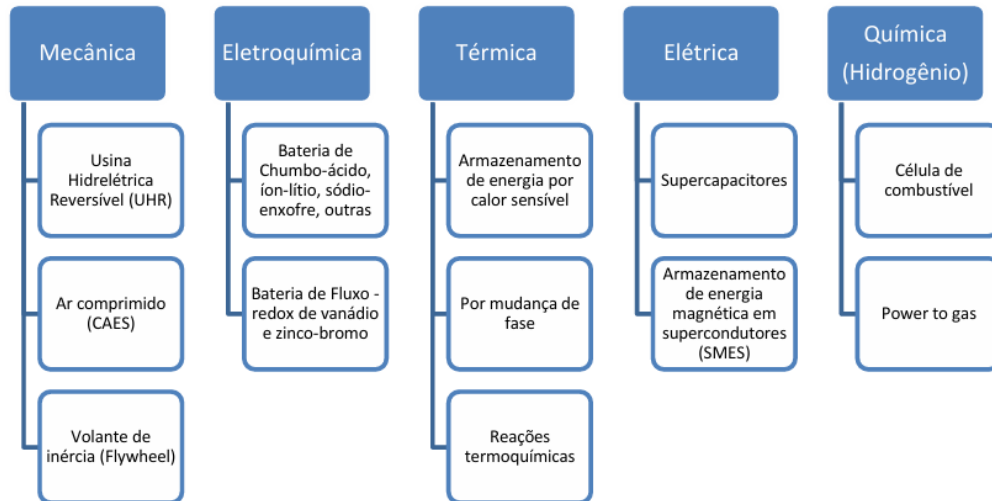 Mecânica
Usina
Hidrelétrica
Reversível (UHR)
Ar comprimido
(CAES)
Volante de
inércia (Flywheel)
Eletroquímica
Bateria de
Chumbo-ácido,
íon-lítio, sódio-
enxofre, outras
Bateria de Fluxo -
redox de vanádio
e zinco-bromo
Térmica
Armazenamento
de energia por
calor sensível
Por mudança de
fase
Reações
termoquímicas
Elétrica
Supercapacitores
Armazenamento
de energia
magnética em
supercondutores
(SMES)
Química
(Hidrogênio)
Célula de
combustível
Power to gas